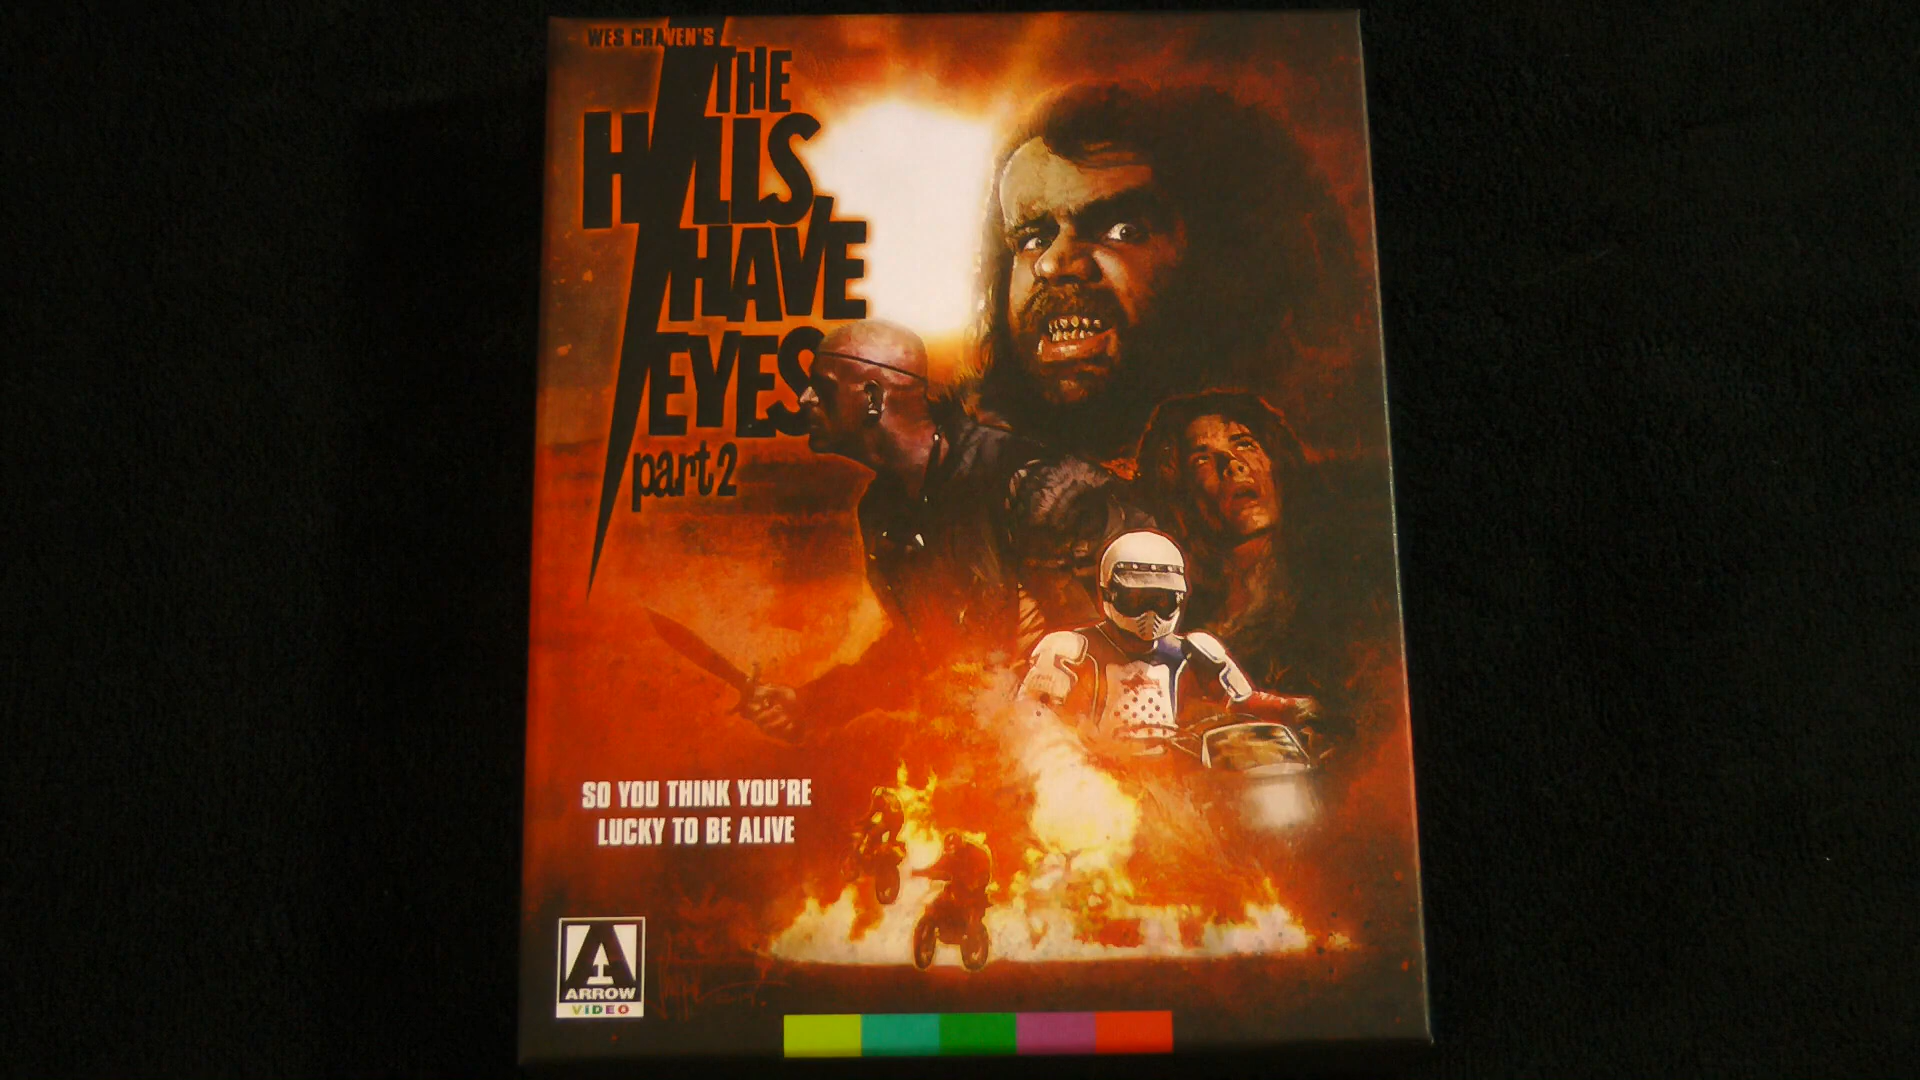 WES CRAVEN'S
THE
HILLS
HAVE
EYES
part 2
SO YOU THINK YOU'RE
LUCKY TO BE ALIVE
A
ARROW
VIDEO